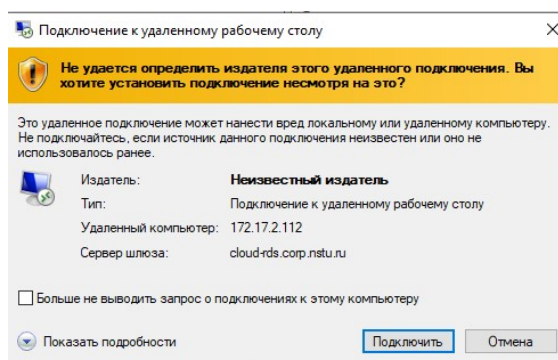 Подключение к удаленному рабочему столу
Не удается определить издателя этого удаленного подключения. Вы
хотите установить подключение несмотря на это?
Это удаленное подключение может нанести вред локальному или удаленному компьютеру.
Не подключайтесь, если источник данного подключения неизвестен или оно не
использовалось ранее.
Издатель: Неизвестный издатель
Тип: Подключение к удаленному рабочему столу
Удаленный компьютер: 172.17.2.112
Сервер шлюза: cloud-rds.corp.nstu.ru
Больше не выводить запрос о подключениях к этому компьютеру
Показать подробности Подключить Отмена